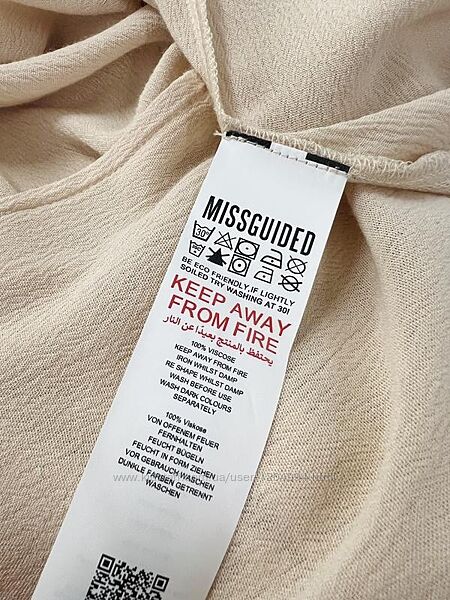 MISSGUIDED
30°
BE ECO FRIENDLY, IF LIGHTLY
SOILED TRY WASHING AT 30!
KEEP AWAY
FROM FIRE
يحتفظ بالمنتج بعيدًا عن النار
100% VISCOSE
KEEP AWAY FROM FIRE
IRON WHILST DAMP
RE SHAPE WHILST DAMP
WASH BEFORE USE
WASH DARK COLOURS
SEPARATELY
100% Viskose
VON OFFENEM FEUER
FERNHALTEN
FEUCHT BÜGELN
FEUCHT IN FORM ZIEHEN
VOR GEBRAUCH WASCHEN
DUNKLE FARBEN GETRENNT
WASCHEN